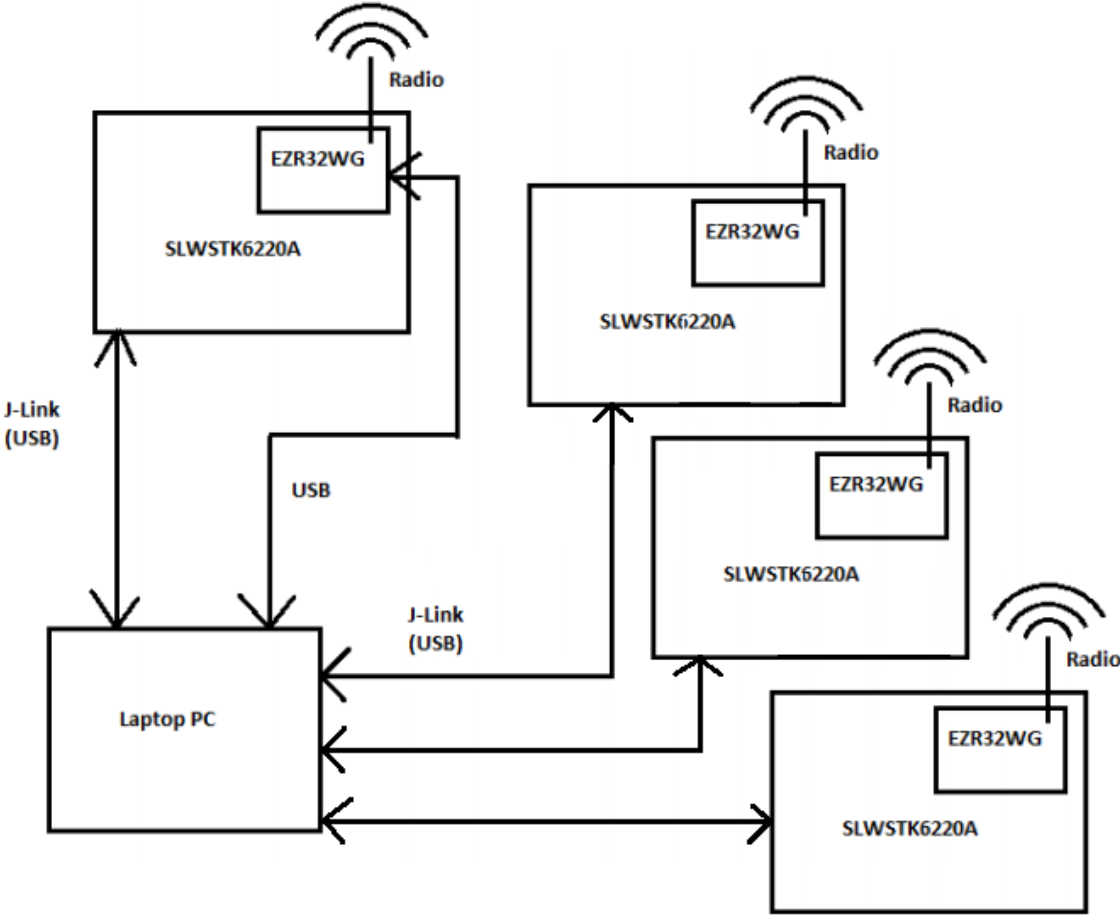 Radio
EZR32WG
SLWSTK6220A
Radio
EZR32WG
SLWSTK6220A
J-Link
(USB)
USB
Radio
EZR32WG
SLWSTK6220A
J-Link
(USB)
Laptop PC
Radio
EZR32WG
SLWSTK6220A